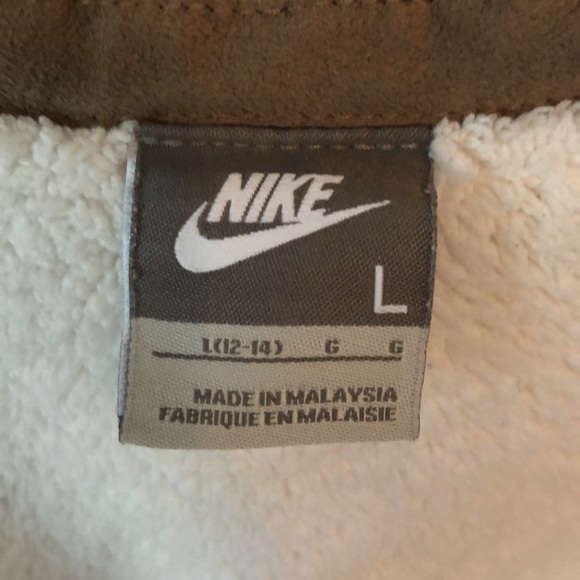 NIKE
L
L(12-14) G G
MADE IN MALAYSIA
FABRIQUE EN MALAISIE